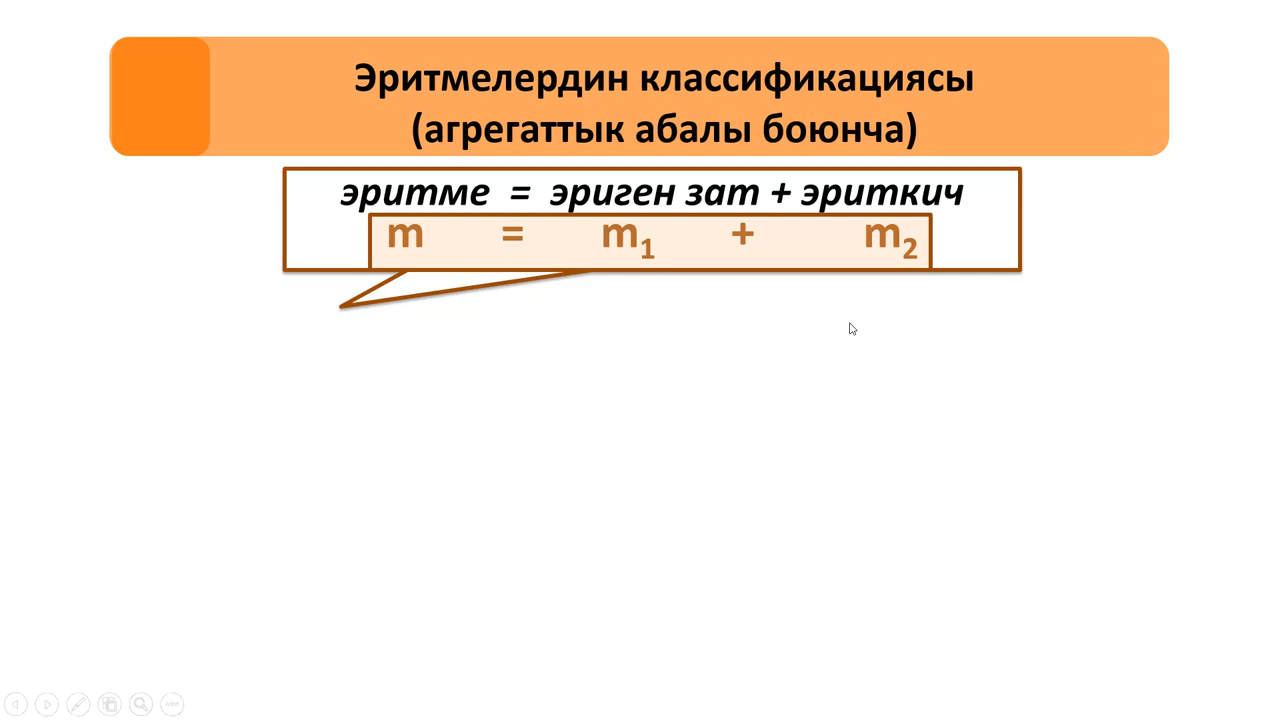 Эритмелердин классификациясы
(агрегаттык абалы боюнча)
эритме = эриген зат + эриткич
m = m₁ + m₂